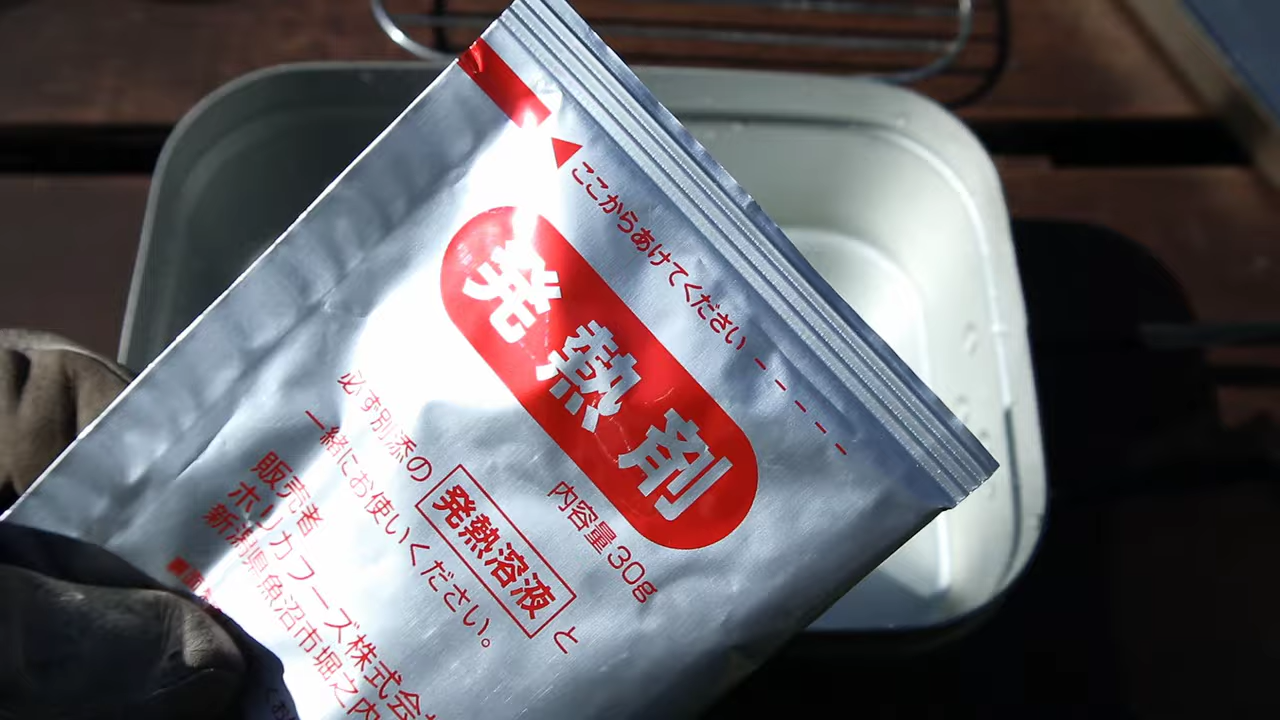 ここからあけてください
発熱剤
内容量30g
必ず別添の 発熱溶液 と
一緒にお使いください。
販売者
ホリカフーズ株式会
新潟県魚沼市堀之内